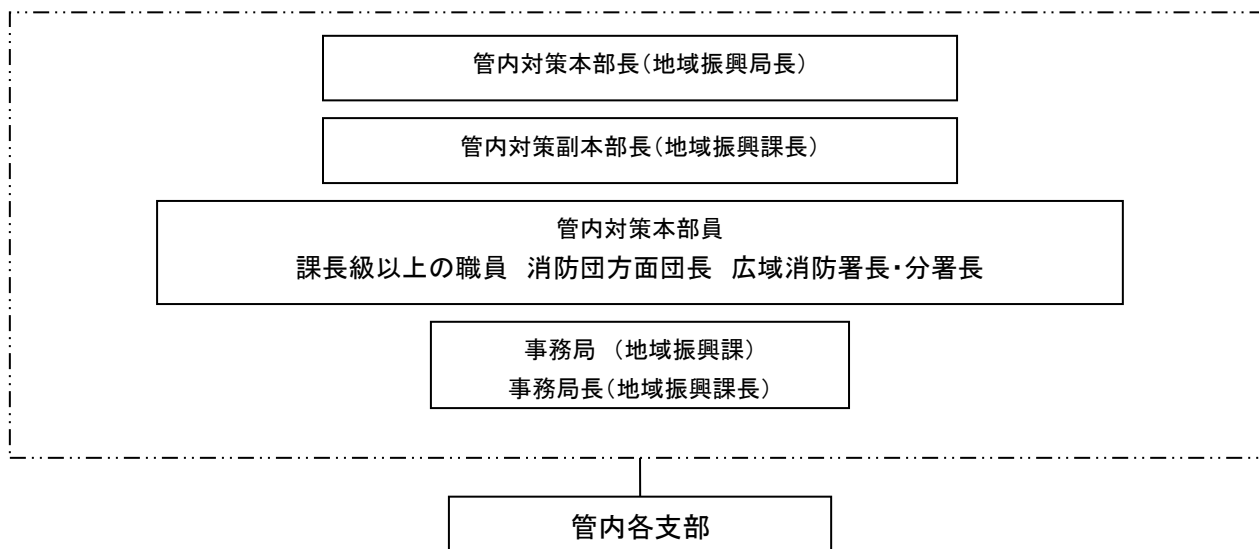 管内対策本部長(地域振興局長)
管内対策副本部長(地域振興課長)
管内対策本部員
課長級以上の職員　消防団方面団長　広域消防署長・分署長
事務局　(地域振興課)
事務局長(地域振興課長)
管内各支部